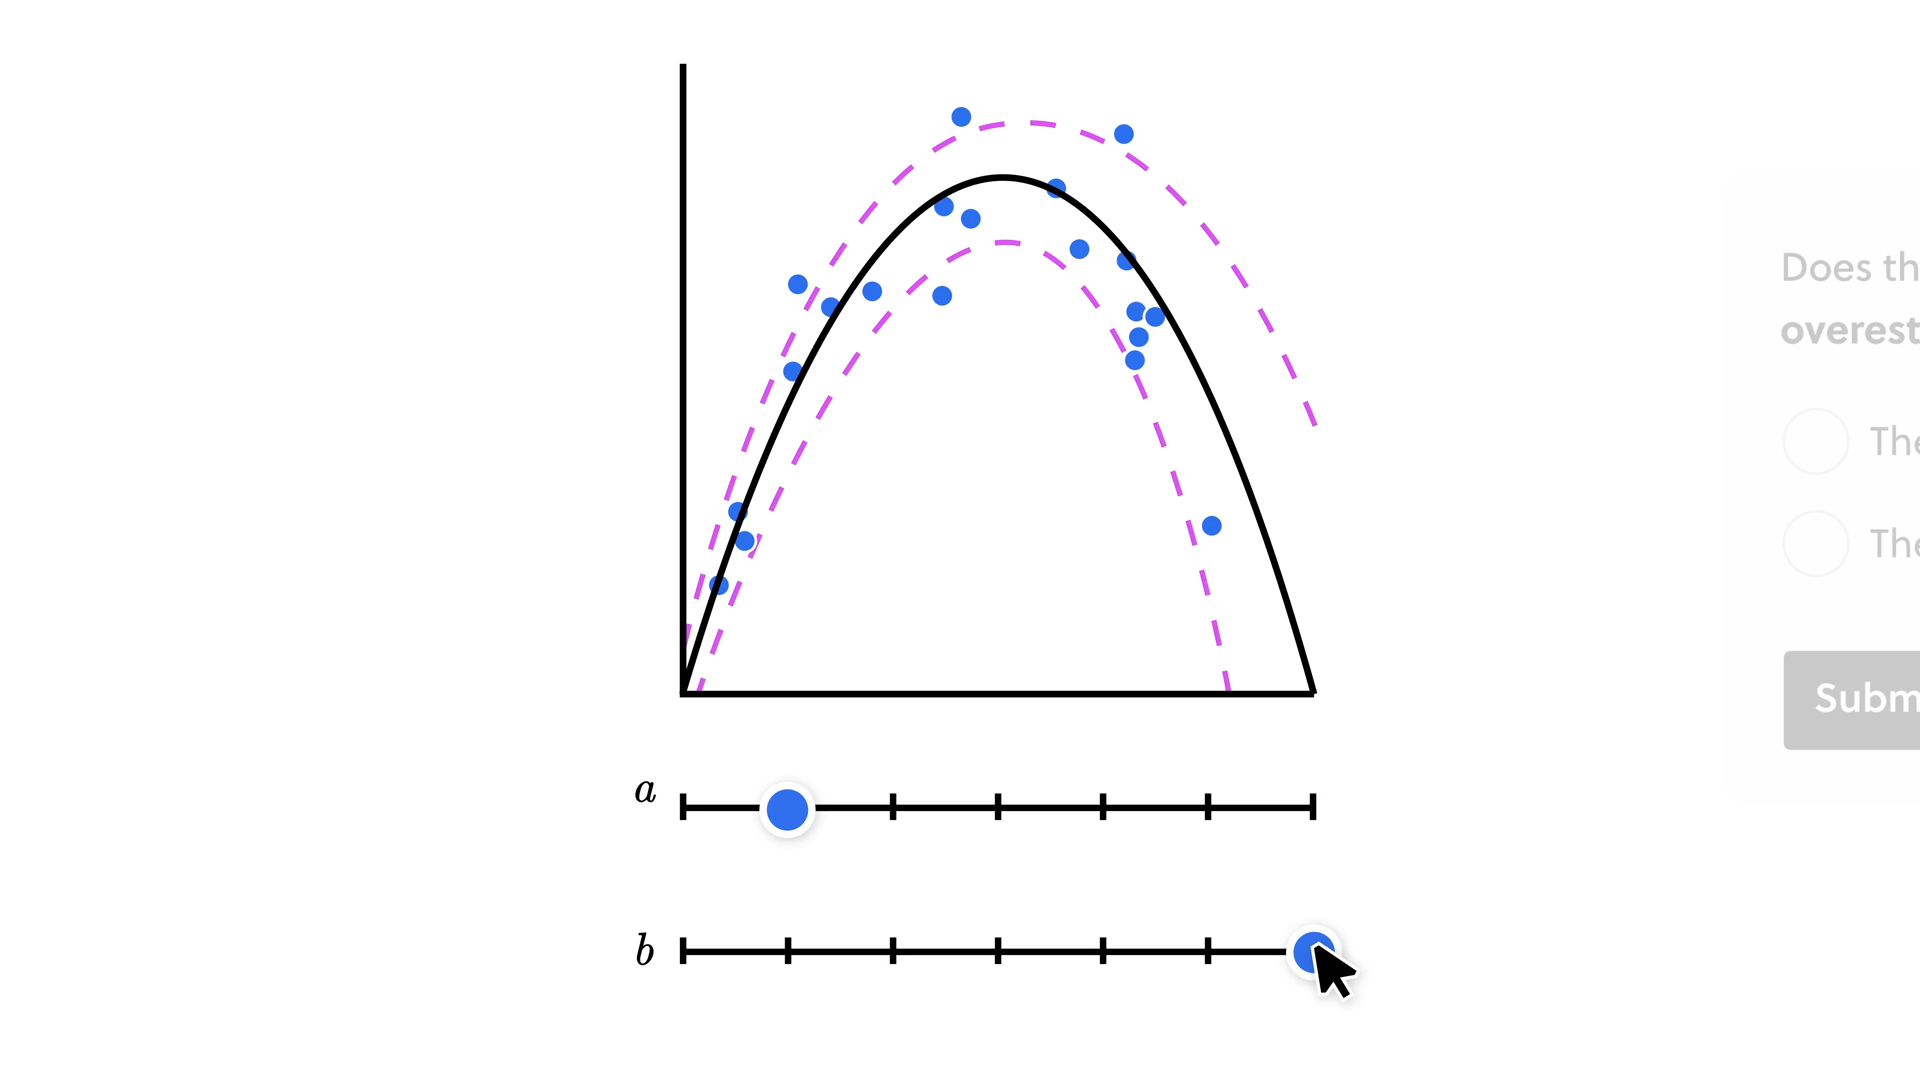 Does th
overest
The
The
Subm
a
b